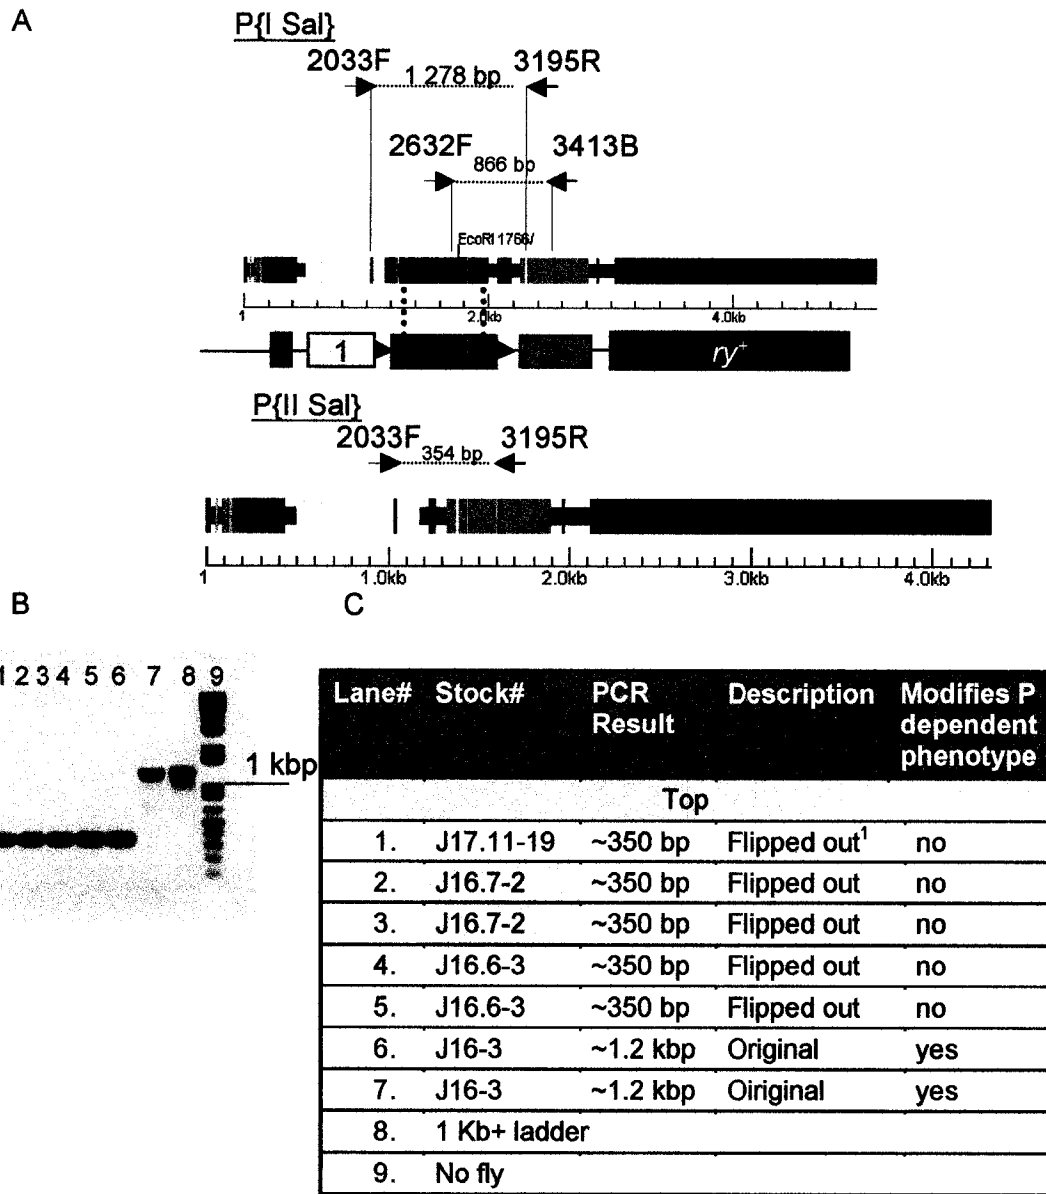 A
P{I Sal}
2033F 3195R
1 278 bp
2632F 3413B
866 bp
EcoRI 1766/
1 2.0kb 4.0kb
1 ry+
P{II Sal}
2033F 3195R
354 bp
1 1.0kb 2.0kb 3.0kb 4.0kb
B C
1 2 3 4 5 6 7 8 9
1 kbp
Lane# Stock# PCR Result Description Modifies P dependent phenotype
Top
1. J17.11-19 ~350 bp Flipped out1 no
2. J16.7-2 ~350 bp Flipped out no
3. J16.7-2 ~350 bp Flipped out no
4. J16.6-3 ~350 bp Flipped out no
5. J16.6-3 ~350 bp Flipped out no
6. J16-3 ~1.2 kbp Original yes
7. J16-3 ~1.2 kbp Oiriginal yes
8. 1 Kb+ ladder
9. No fly